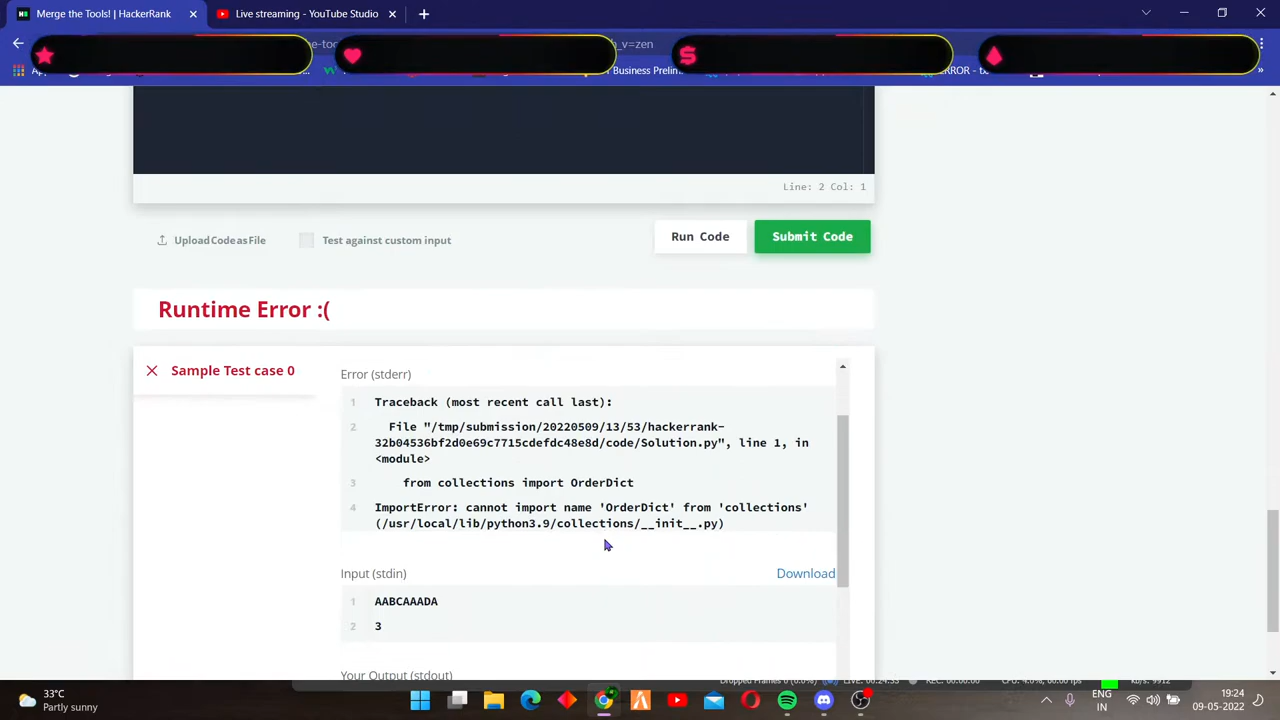 Merge the Tools! | HackerRank
Live streaming - YouTube Studio
_v=zen
Business Prelim
ERROR - tx
Line: 2 Col: 1
Upload Code as File
Test against custom input
Run Code
Submit Code
Runtime Error :(
Sample Test case 0
Error (stderr)
1 Traceback (most recent call last):
2 File "/tmp/submission/20220509/13/53/hackerrank-
32b04536bf2d0e69c7715cdefdc48e8d/code/Solution.py", line 1, in
<module>
3 from collections import OrderDict
4 ImportError: cannot import name 'OrderDict' from 'collections'
(/usr/local/lib/python3.9/collections/__init__.py)
Input (stdin)
Download
1 AABCAAADA
2 3
Your Output (stdout)
33°C
Partly sunny
ENG
IN
19:24
09-05-2022